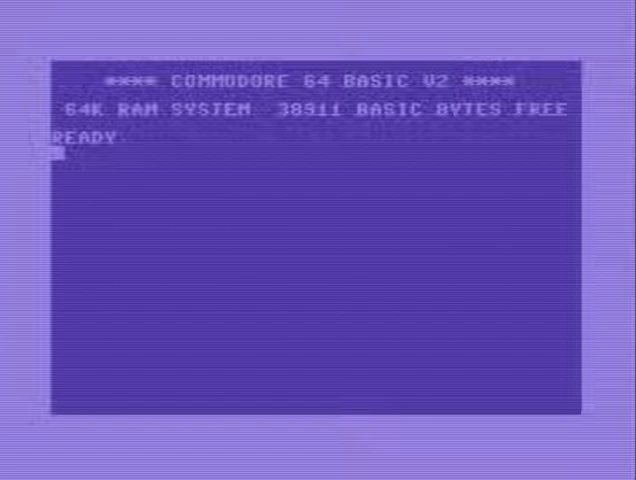 **** COMMODORE 64 BASIC V2 ****
64K RAM SYSTEM 38911 BASIC BYTES FREE
READY.